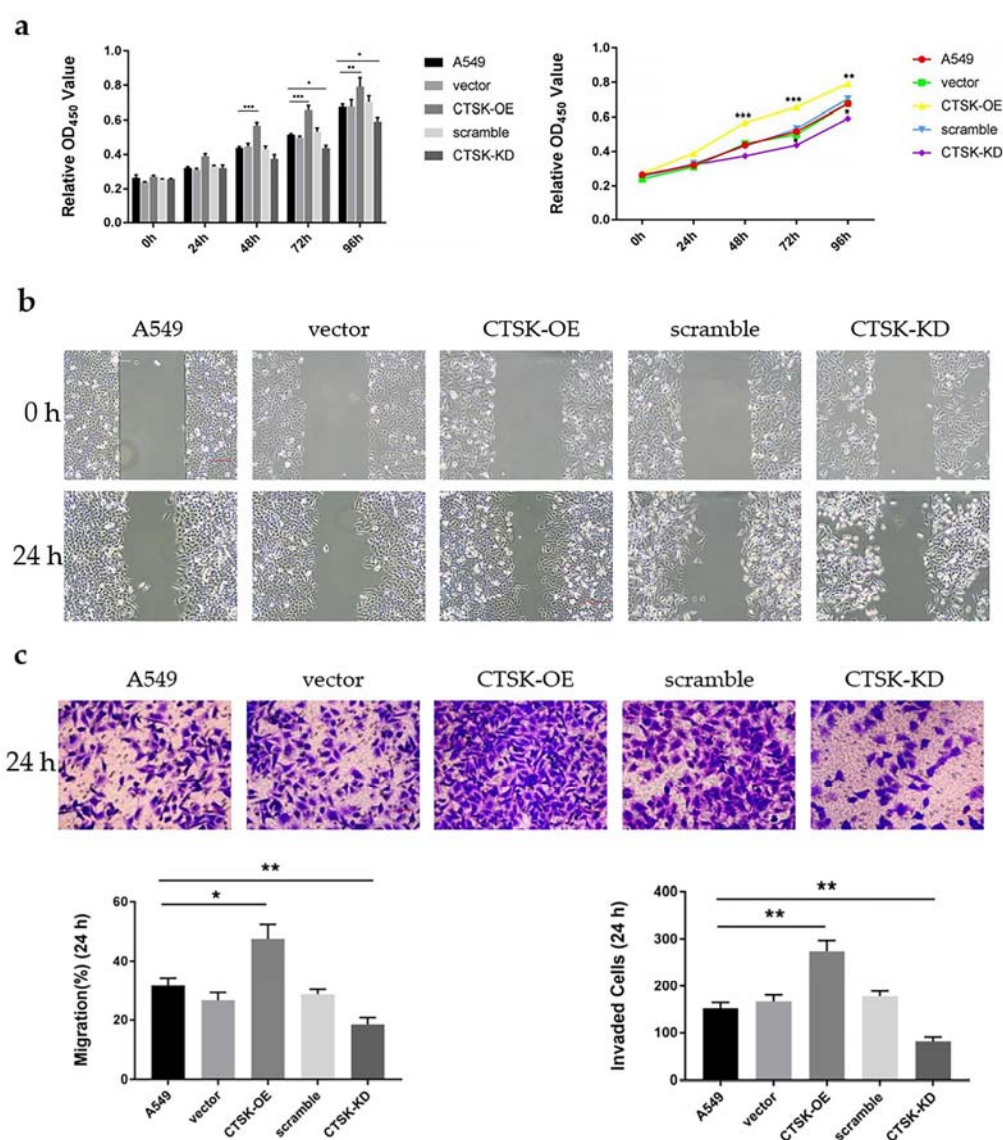 a
1.0
0.8
0.6
0.4
0.2
0.0
Relative OD450 Value
*
**
*
***
***
A549
vector
CTSK-OE
scramble
CTSK-KD
0h
24h
48h
72h
96h
1.0
0.8
0.6
0.4
0.2
0.0
Relative OD450 Value
***
***
**
*
*
A549
vector
CTSK-OE
scramble
CTSK-KD
0h
24h
48h
72h
96h
b
A549 vector CTSK-OE scramble CTSK-KD
0 h
24 h
c
A549 vector CTSK-OE scramble CTSK-KD
24 h
Migration(%) (24 h)
60
40
20
0
**
*
A549
vector
CTSK-OE
scramble
CTSK-KD
Invaded Cells (24 h)
400
300
200
100
0
**
**
A549
vector
CTSK-OE
scramble
CTSK-KD